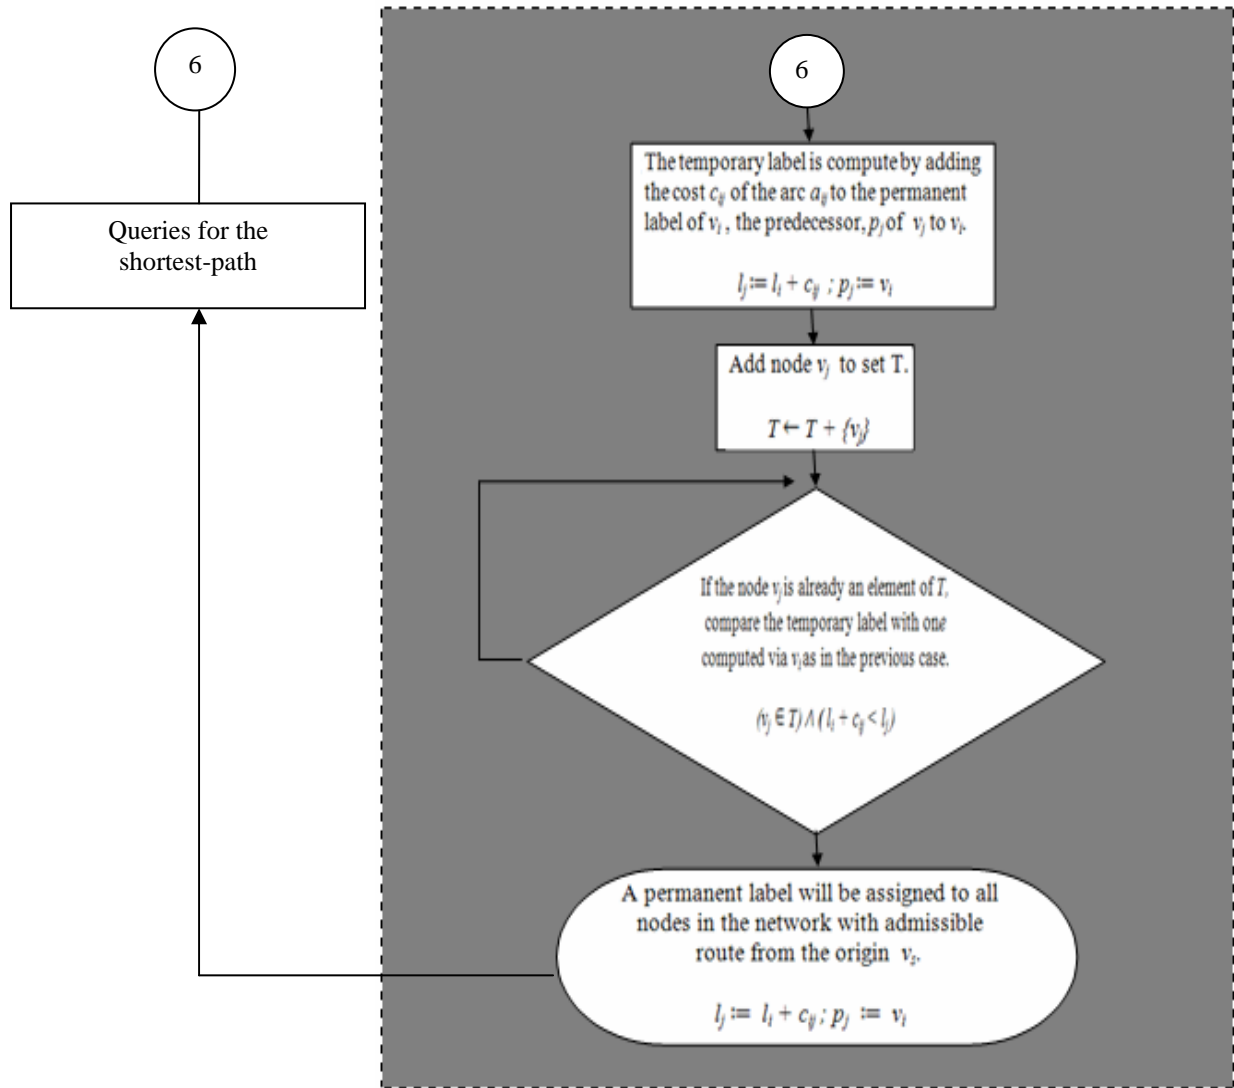 6
Queries for the
shortest-path
6
The temporary label is compute by adding
the cost cᵢⱼ of the arc aᵢⱼ to the permanent
label of vᵢ , the predecessor, pⱼ of vⱼ to vᵢ.
lⱼ := lᵢ + cᵢⱼ ; pⱼ := vᵢ
Add node vⱼ to set T.
T ← T + {vⱼ}
If the node vⱼ is already an element of T,
compare the temporary label with one
computed via vᵢ as in the previous case.
(vⱼ ∈ T) ∧ ( lᵢ + cᵢⱼ < lⱼ)
A permanent label will be assigned to all
nodes in the network with admissible
route from the origin vₛ.
lⱼ := lᵢ + cᵢⱼ ; pⱼ := vᵢ